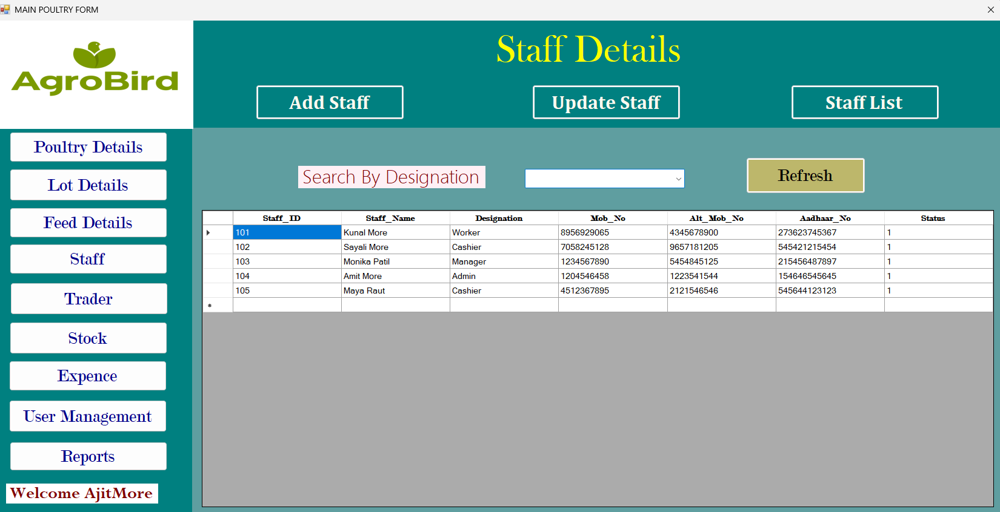 MAIN POULTRY FORM
AgroBird
Staff Details
Add Staff Update Staff Staff List
Poultry Details
Lot Details
Feed Details
Staff
Trader
Stock
Expence
User Management
Reports
Welcome AjitMore
Search By Designation Refresh
Staff_ID Staff_Name Designation Mob_No Alt_Mob_No Aadhaar_No Status
101 Kunal More Worker 8956929065 4345678900 273623745367 1
102 Sayali More Cashier 7058245128 9657181205 545421215454 1
103 Monika Patil Manager 1234567890 5454845125 215456487897 1
104 Amit More Admin 1204546458 1223541544 154646545645 1
105 Maya Raut Cashier 4512367895 2121546546 545644123123 1